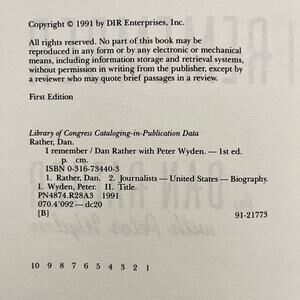 Copyright © 1991 by DIR Enterprises, Inc.
All rights reserved. No part of this book may be
reproduced in any form or by any electronic or mechanical
means, including information storage and retrieval systems,
without permission in writing from the publisher, except by
a reviewer who may quote brief passages in a review.
First Edition
Library of Congress Cataloging-in-Publication Data
Rather, Dan.
I remember / Dan Rather with Peter Wyden. — 1st ed.
p. cm.
ISBN 0-316-73440-3
1. Rather, Dan. 2. Journalists — United States — Biography.
I. Wyden, Peter. II. Title.
PN4874.R28A3 1991
070.4'092 — dc20
[B] 91-21773
10 9 8 7 6 5 4 3 2 1